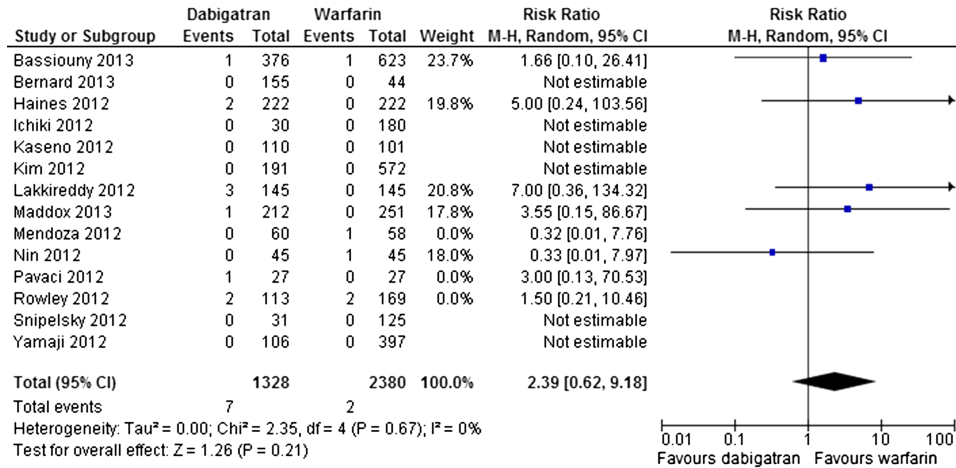 Dabigatran Warfarin Risk Ratio Risk Ratio
Study or Subgroup Events Total Events Total Weight M-H, Random, 95% CI M-H, Random, 95% CI
Bassiouny 2013 1 376 1 623 23.7% 1.66 [0.10, 26.41]
Bernard 2013 0 155 0 44 Not estimable
Haines 2012 2 222 0 222 19.8% 5.00 [0.24, 103.56]
Ichiki 2012 0 30 0 180 Not estimable
Kaseno 2012 0 110 0 101 Not estimable
Kim 2012 0 191 0 572 Not estimable
Lakkireddy 2012 3 145 0 145 20.8% 7.00 [0.36, 134.32]
Maddox 2013 1 212 0 251 17.8% 3.55 [0.15, 86.67]
Mendoza 2012 0 60 1 58 0.0% 0.32 [0.01, 7.76]
Nin 2012 0 45 1 45 18.0% 0.33 [0.01, 7.97]
Pavaci 2012 1 27 0 27 0.0% 3.00 [0.13, 70.53]
Rowley 2012 2 113 2 169 0.0% 1.50 [0.21, 10.46]
Snipelsky 2012 0 31 0 125 Not estimable
Yamaji 2012 0 106 0 397 Not estimable
Total (95% CI) 1328 2380 100.0% 2.39 [0.62, 9.18]
Total events 7 2
Heterogeneity: Tau² = 0.00; Chi² = 2.35, df = 4 (P = 0.67); I² = 0%
Test for overall effect: Z = 1.26 (P = 0.21)
0.01 0.1 1 10 100
Favours dabigatran Favours warfarin